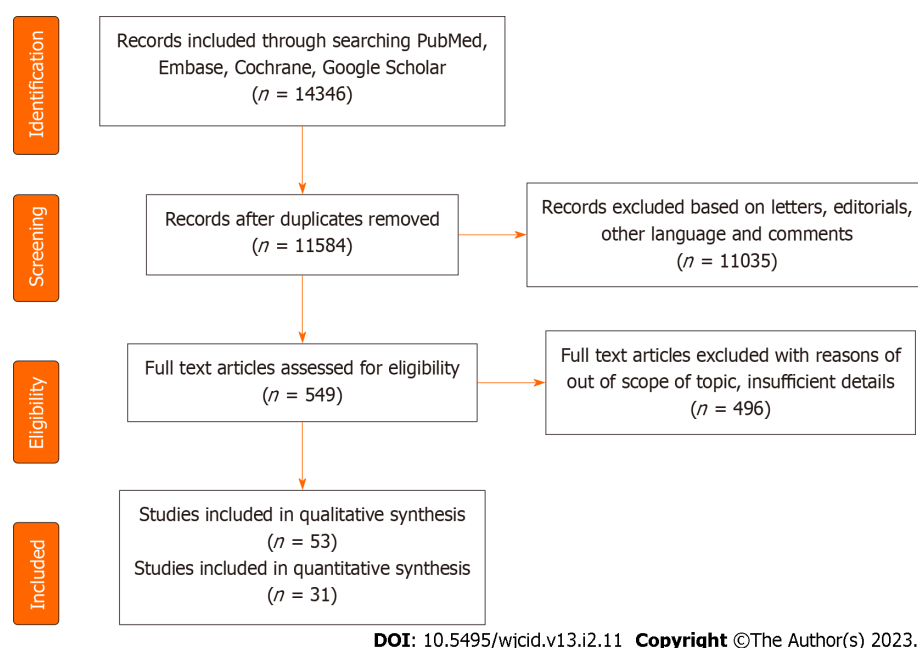 Identification
Records included through searching PubMed,
Embase, Cochrane, Google Scholar
(n = 14346)
Screening
Records after duplicates removed
(n = 11584)
Records excluded based on letters, editorials,
other language and comments
(n = 11035)
Eligibility
Full text articles assessed for eligibility
(n = 549)
Full text articles excluded with reasons of
out of scope of topic, insufficient details
(n = 496)
Included
Studies included in qualitative synthesis
(n = 53)
Studies included in quantitative synthesis
(n = 31)
DOI: 10.5495/wjcid.v13.i2.11 Copyright ©The Author(s) 2023.